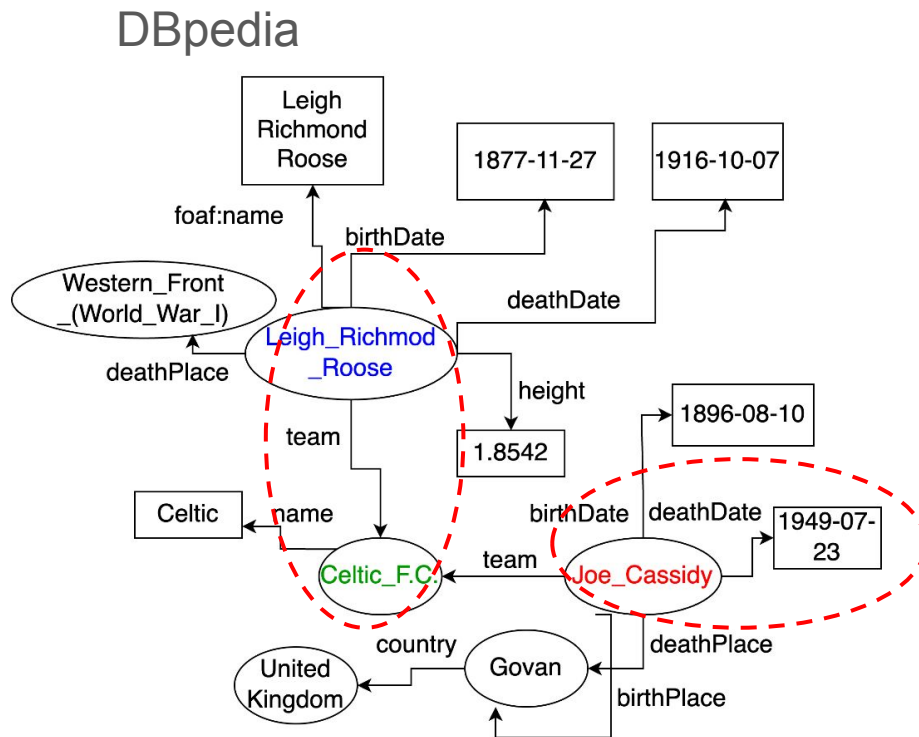 DBpedia
Leigh
Richmond
Roose
1877-11-27
1916-10-07
foaf:name
birthDate
Western_Front
_(World_War_I)
deathDate
Leigh_Richmod
_Roose
deathPlace
height
1896-08-10
team
1.8542
Celtic
name
birthDate
deathDate
1949-07-
23
team
Celtic_F.C.
Joe_Cassidy
country
deathPlace
United
Kingdom
Govan
birthPlace